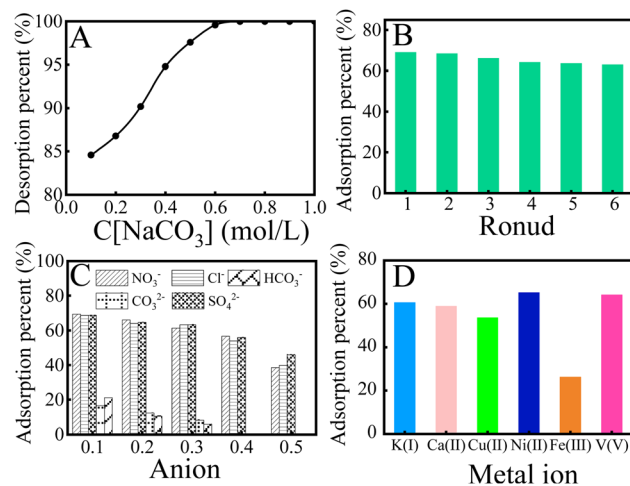 A
Desorption percent (%)
100
95
90
85
80
0.0 0.2 0.4 0.6 0.8 1.0
C[NaCO₃] (mol/L)
B
Adsorption percent (%)
80
60
40
20
0
1 2 3 4 5 6
Ronud
C
Adsorption percent (%)
100
80
60
40
20
0
NO₃⁻ Cl⁻ HCO₃⁻
CO₃²⁻ SO₄²⁻
0.1 0.2 0.3 0.4 0.5
Anion
D
Adsorption percent (%)
80
60
40
20
0
K(I) Ca(II) Cu(II) Ni(II) Fe(III) V(V)
Metal ion